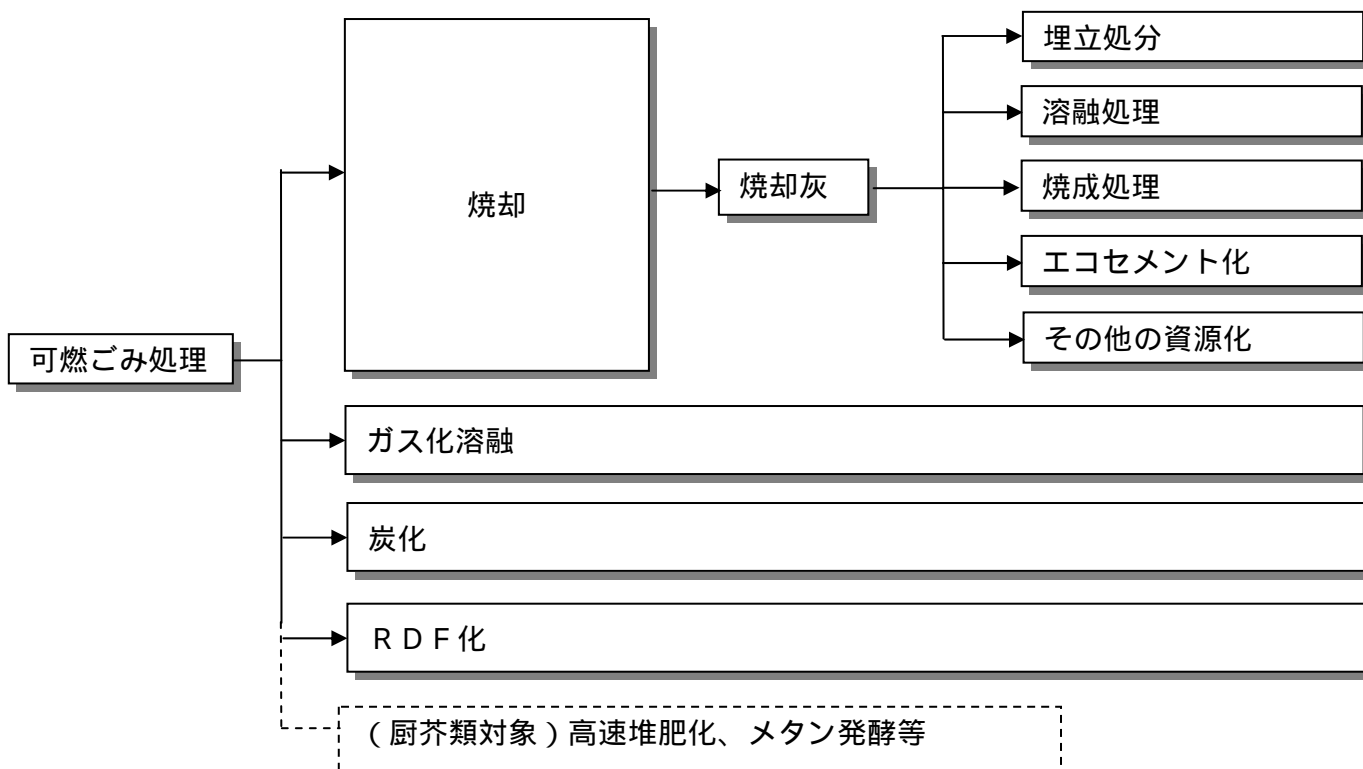 可燃ごみ処理
焼却
焼却灰
埋立処分
溶融処理
焼成処理
エコセメント化
その他の資源化
ガス化溶融
炭化
ＲＤＦ化
（厨芥類対象）高速堆肥化、メタン発酵等